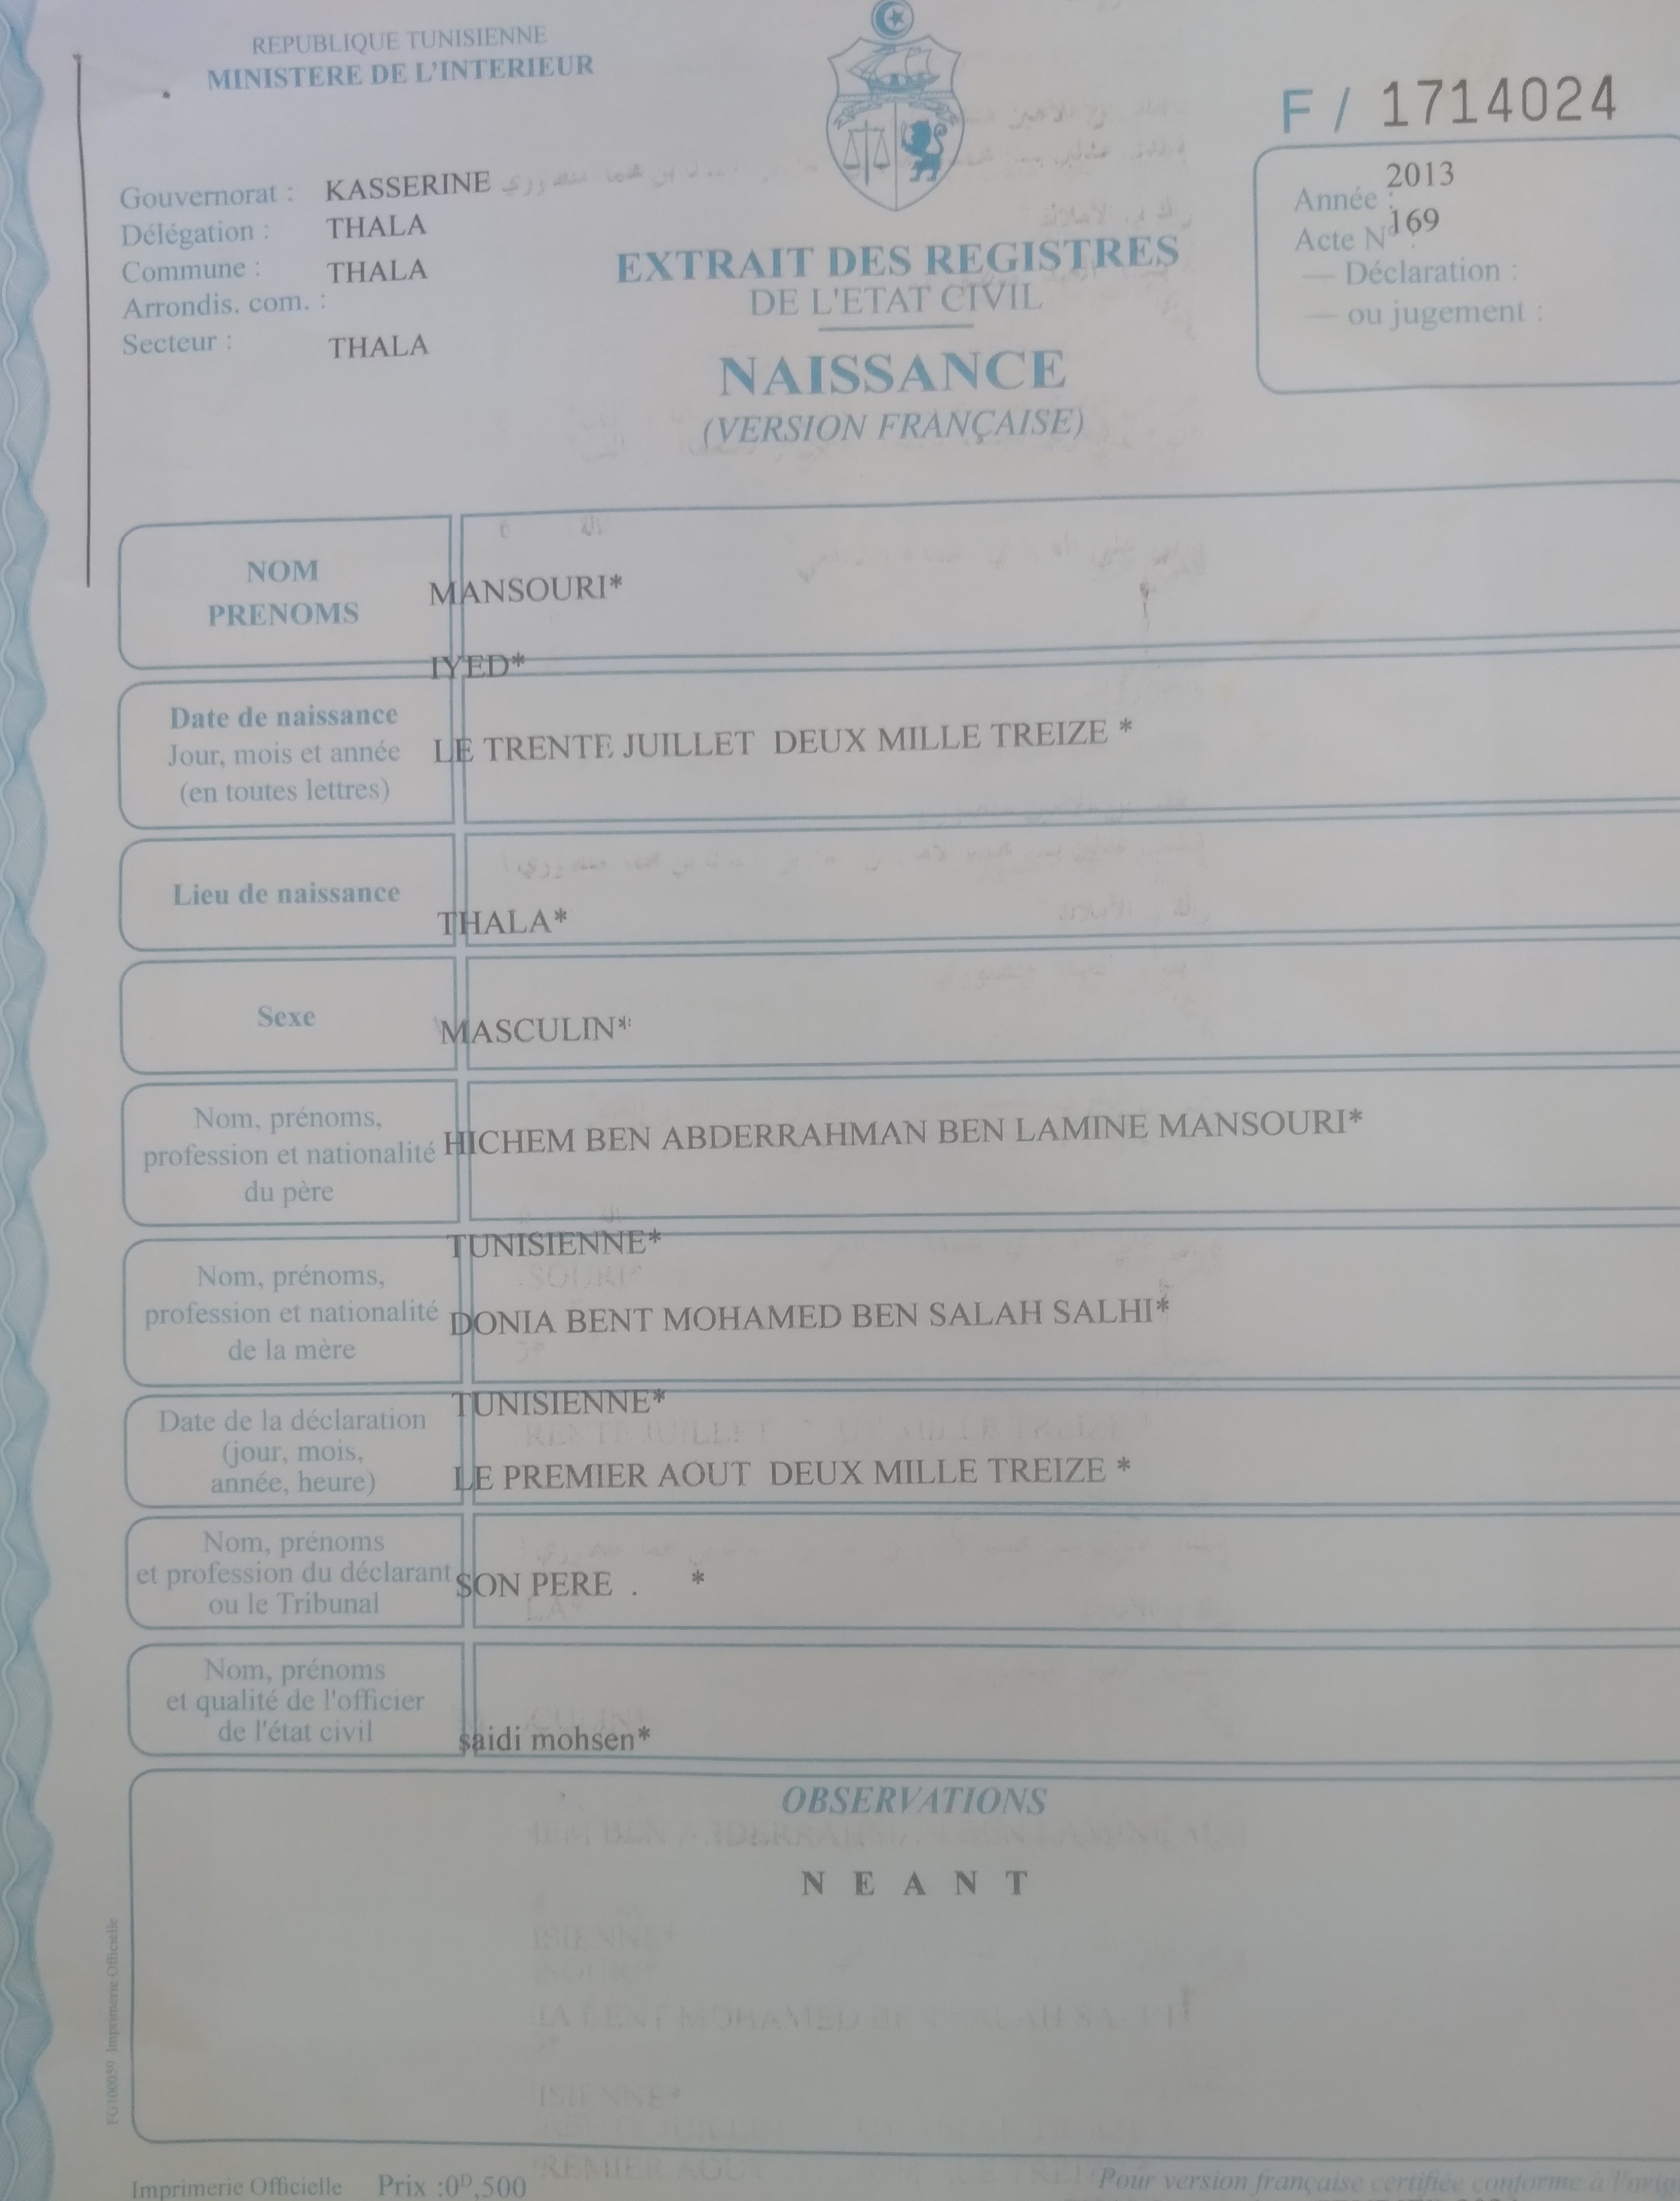 REPUBLIQUE TUNISIENNE
MINISTERE DE L'INTERIEUR
F / 1714024
Gouvernorat : KASSERINE
Délégation : THALA
Commune : THALA
Arrondis. com. :
Secteur : THALA
Année : 2013
Acte N° : 169
— Déclaration :
— ou jugement :
EXTRAIT DES REGISTRES
DE L'ETAT CIVIL
NAISSANCE
(VERSION FRANÇAISE)
NOM
PRENOMS
MANSOURI*
IYED*
Date de naissance
Jour, mois et année
(en toutes lettres)
LE TRENTE JUILLET DEUX MILLE TREIZE *
Lieu de naissance
THALA*
Sexe
MASCULIN*
Nom, prénoms,
profession et nationalité
du père
HICHEM BEN ABDERRAHMAN BEN LAMINE MANSOURI*
TUNISIENNE*
Nom, prénoms,
profession et nationalité
de la mère
DONIA BENT MOHAMED BEN SALAH SALHI*
TUNISIENNE*
Date de la déclaration
(jour, mois,
année, heure)
LE PREMIER AOUT DEUX MILLE TREIZE *
Nom, prénoms
et profession du déclarant
ou le Tribunal
SON PERE . *
Nom, prénoms
et qualité de l'officier
de l'état civil
saidi mohsen*
OBSERVATIONS
N E A N T
FG100050 Imprimerie Officielle
Imprimerie Officielle Prix :0ᴰ,500
Pour version française certifiée conforme à